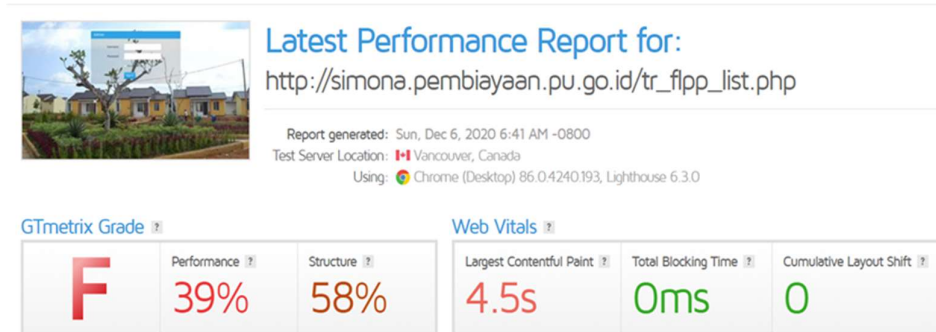 Latest Performance Report for:
http://simona.pembiayaan.pu.go.id/tr_flpp_list.php
Report generated: Sun, Dec 6, 2020 6:41 AM -0800
Test Server Location: Vancouver, Canada
Using: Chrome (Desktop) 86.0.4240.193, Lighthouse 6.3.0
GTmetrix Grade ?
Web Vitals ?
F
Performance ?
39%
Structure ?
58%
Largest Contentful Paint ?
4.5s
Total Blocking Time ?
0ms
Cumulative Layout Shift ?
0